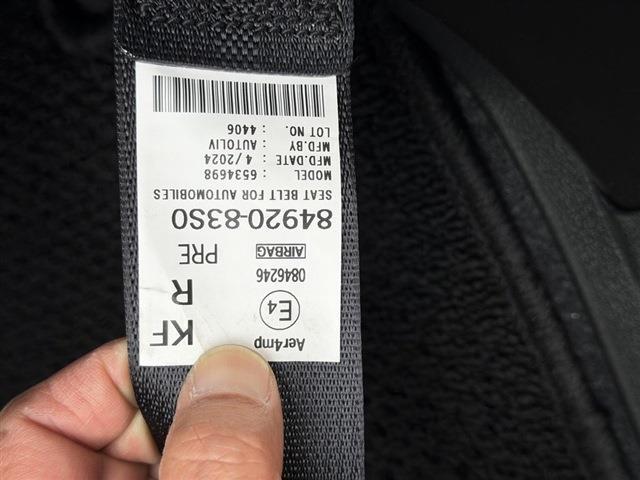 Aer4mp KF
E4 R
0846246
AIRBAG PRE
84920-83S0
SEAT BELT FOR AUTOMOBILES
MODEL : 6534698
MFD.DATE : 4/2024
MFD.BY : AUTOLIV
LOT NO. : 4406